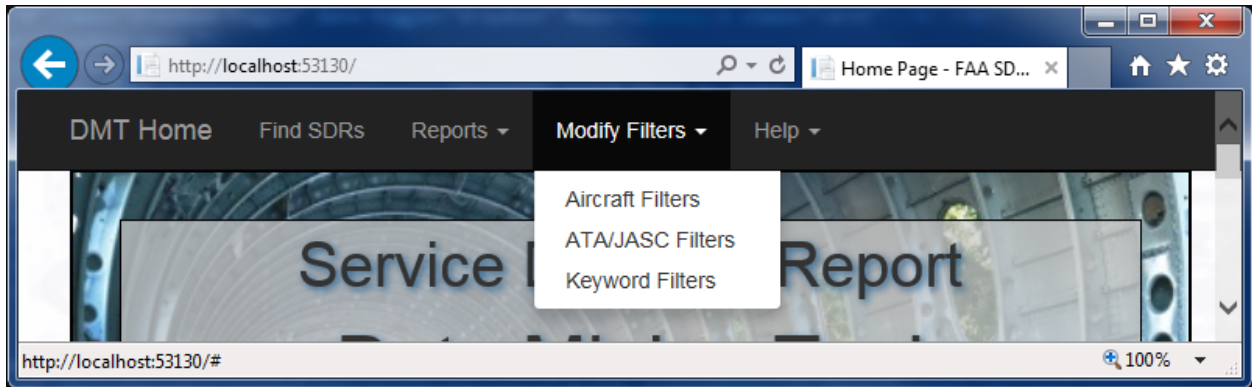 http://localhost:53130/
Home Page - FAA SD...
DMT Home Find SDRs Reports Modify Filters Help
Aircraft Filters
ATA/JASC Filters
Keyword Filters
Service Report
http://localhost:53130/#
100%